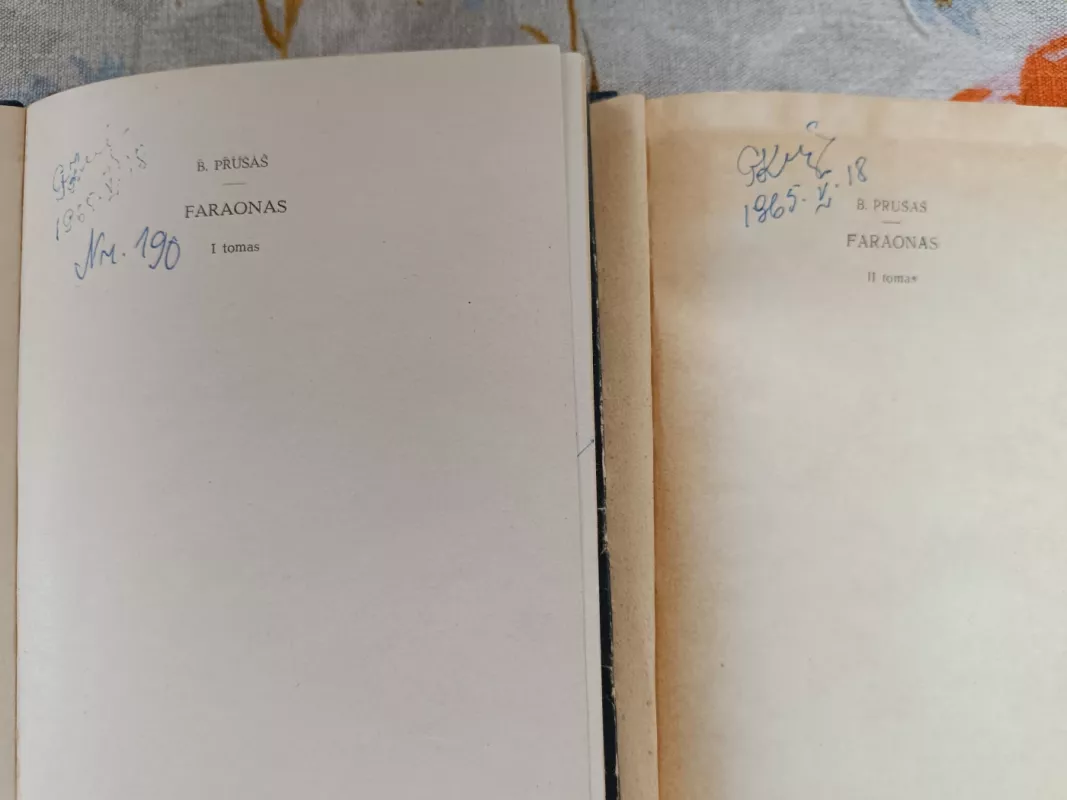 B. PRUSAS
FARAONAS
I tomas
Nr. 190
1965. V. 18
B. PRUSAS
FARAONAS
II tomas